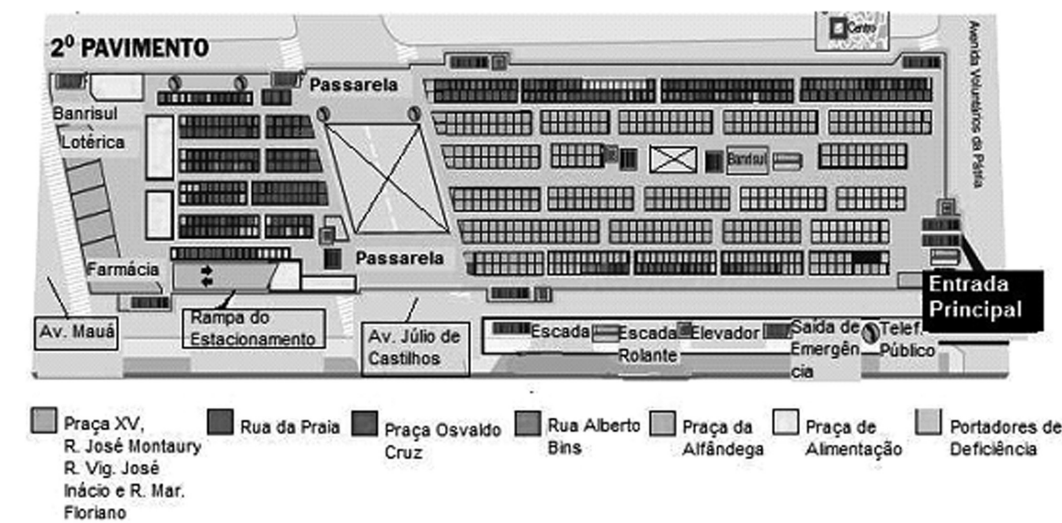 Centro
2º PAVIMENTO
Passarela
Banrisul
Lotérica
Banrisul
Avenida Voluntários da Pátria
Passarela
Farmácia
Entrada
Principal
Av. Mauá
Rampa do
Estacionamento
Av. Júlio de
Castilhos
Escada
Escada
Rolante
Elevador
Saída de
Emergên
cia
Telef.
Público
Praça XV,
R. José Montaury
R. Vig. José
Inácio e R. Mar.
Floriano
Rua da Praia
Praça Osvaldo
Cruz
Rua Alberto
Bins
Praça da
Alfândega
Praça de
Alimentação
Portadores de
Deficiência